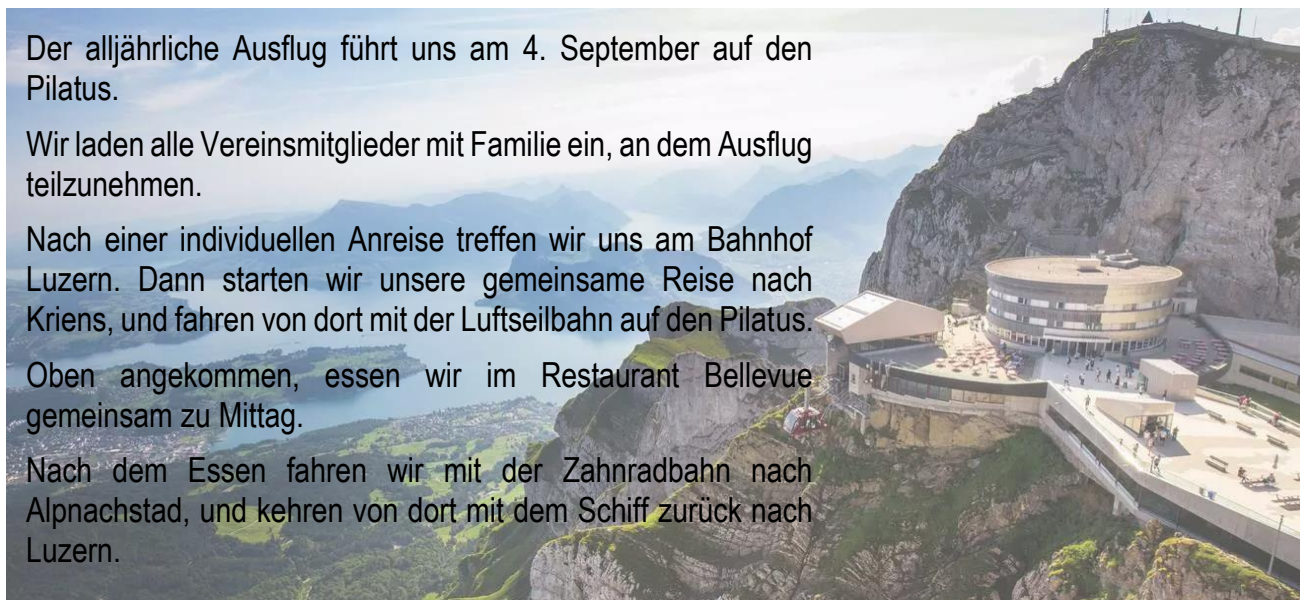 Der alljährliche Ausflug führt uns am 4. September auf den
Pilatus.
Wir laden alle Vereinsmitglieder mit Familie ein, an dem Ausflug
teilzunehmen.
Nach einer individuellen Anreise treffen wir uns am Bahnhof
Luzern. Dann starten wir unsere gemeinsame Reise nach
Kriens, und fahren von dort mit der Luftseilbahn auf den Pilatus.
Oben angekommen, essen wir im Restaurant Bellevue
gemeinsam zu Mittag.
Nach dem Essen fahren wir mit der Zahnradbahn nach
Alpnachstad, und kehren von dort mit dem Schiff zurück nach
Luzern.